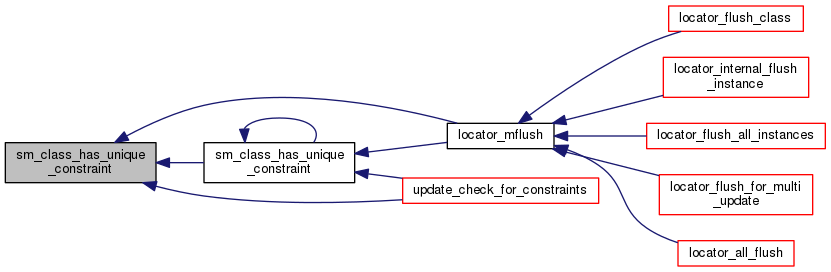 sm_class_has_unique
_constraint
sm_class_has_unique
_constraint
update_check_for_constraints
locator_mflush
locator_flush_class
locator_internal_flush
_instance
locator_flush_all_instances
locator_flush_for_multi
_update
locator_all_flush